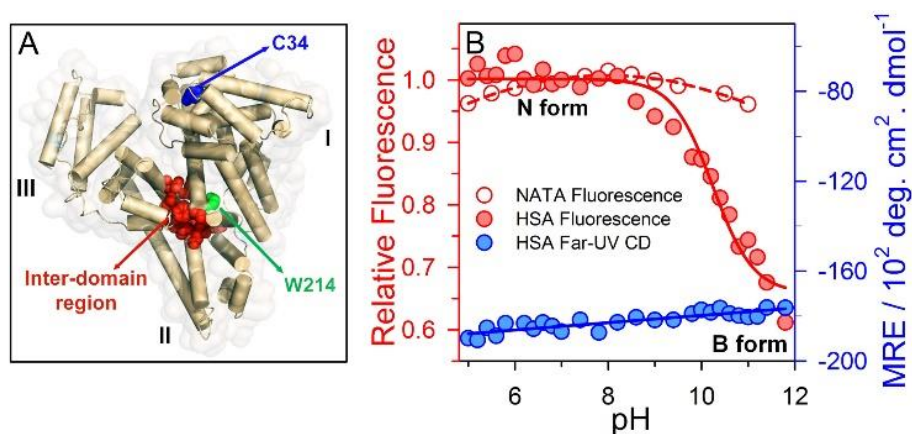 A
C34
I
III
Inter-domain
region
W214
II
B
Relative Fluorescence
1.0
0.9
0.8
0.7
0.6
N form
NATA Fluorescence
HSA Fluorescence
HSA Far-UV CD
B form
6
8
10
12
pH
-80
-120
-160
-200
MRE / 10² deg. cm². dmol⁻¹